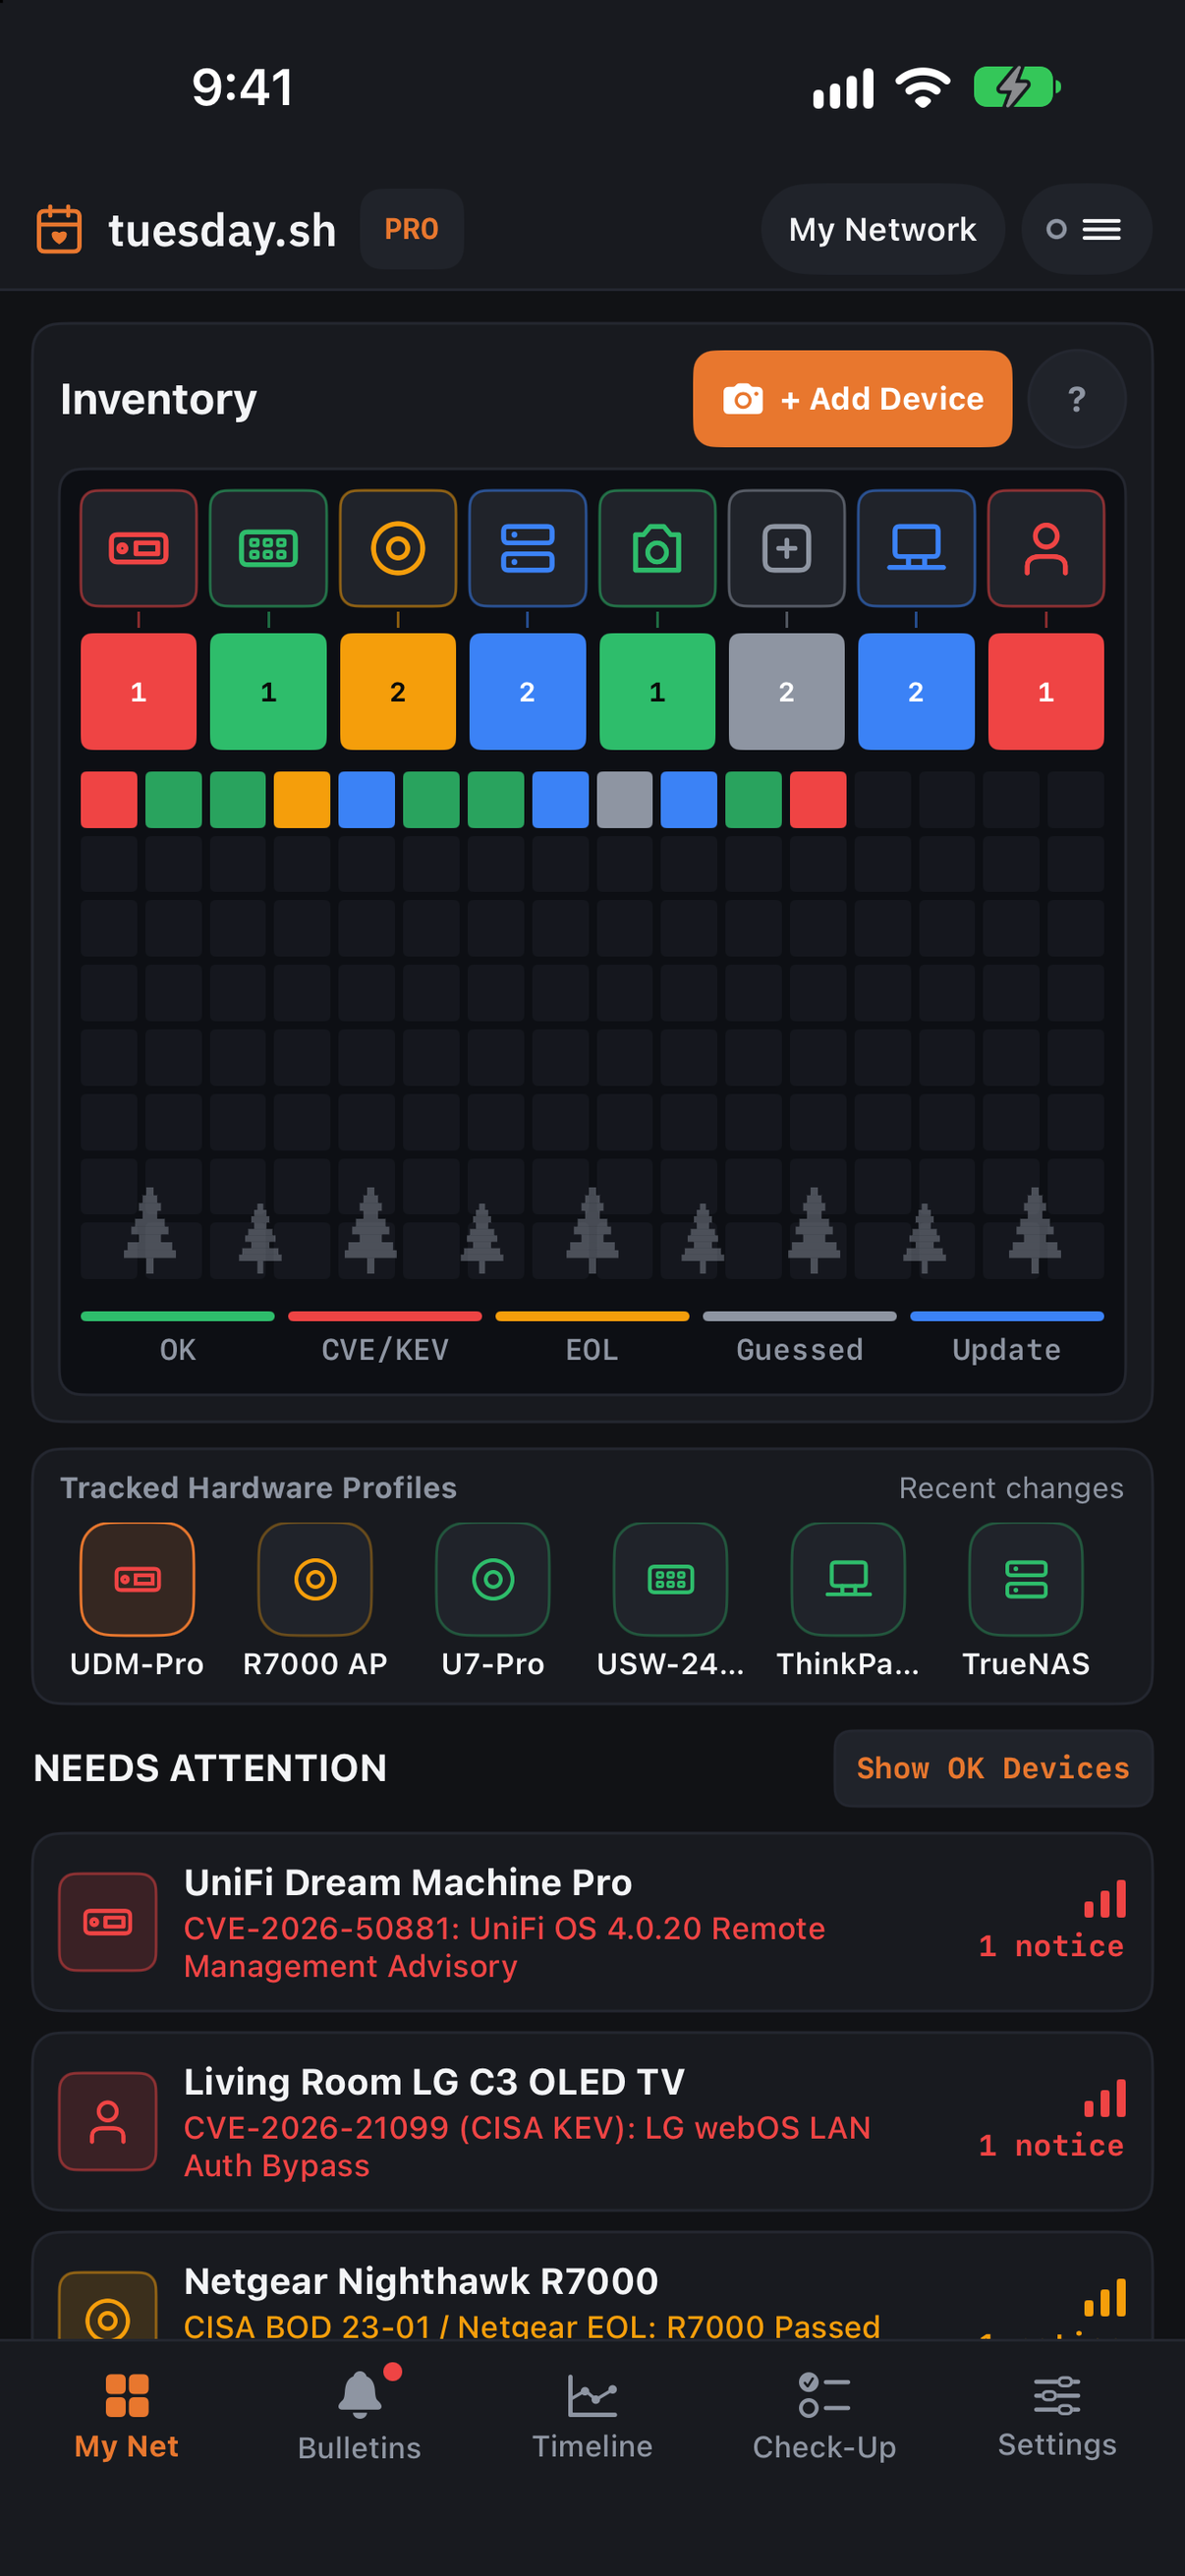 9:41
tuesday.sh PRO My Network
Inventory + Add Device ?
1 1 2 2 1 2 2 1
OK CVE/KEV EOL Guessed Update
Tracked Hardware Profiles Recent changes
UDM-Pro R7000 AP U7-Pro USW-24... ThinkPa... TrueNAS
NEEDS ATTENTION Show OK Devices
UniFi Dream Machine Pro
CVE-2026-50881: UniFi OS 4.0.20 Remote
Management Advisory
1 notice
Living Room LG C3 OLED TV
CVE-2026-21099 (CISA KEV): LG webOS LAN
Auth Bypass
1 notice
Netgear Nighthawk R7000
CISA BOD 23-01 / Netgear EOL: R7000 Passed
My Net Bulletins Timeline Check-Up Settings